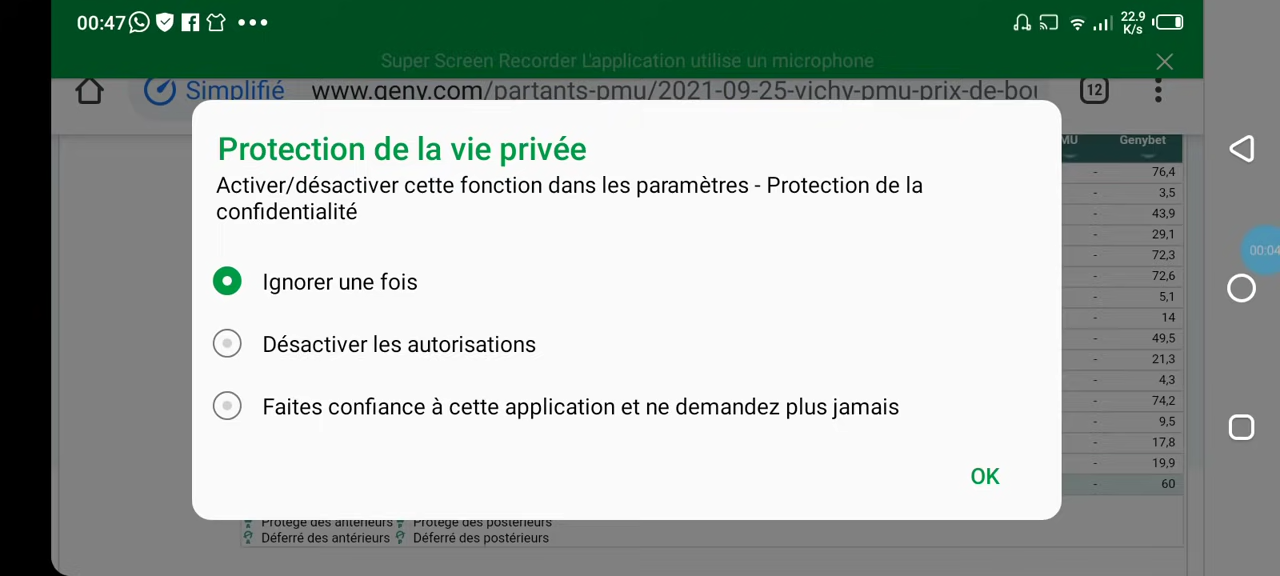 00:47
22.9 K/s
Super Screen Recorder L'application utilise un microphone
Simplifié www.geny.com/partants-pmu/2021-09-25-vichy-pmu-prix-de-bou
12
Protection de la vie privée
Activer/désactiver cette fonction dans les paramètres - Protection de la
confidentialité
Ignorer une fois
Désactiver les autorisations
Faites confiance à cette application et ne demandez plus jamais
OK
MU Genybet
- 76,4
- 3,5
- 43,9
- 29,1
- 72,3
- 72,6
- 5,1
- 14
- 49,5
- 21,3
- 4,3
- 74,2
- 9,5
- 17,8
- 19,9
- 60
00:04
Protégé des antérieurs Protégé des postérieurs
Déferré des antérieurs Déferré des postérieurs